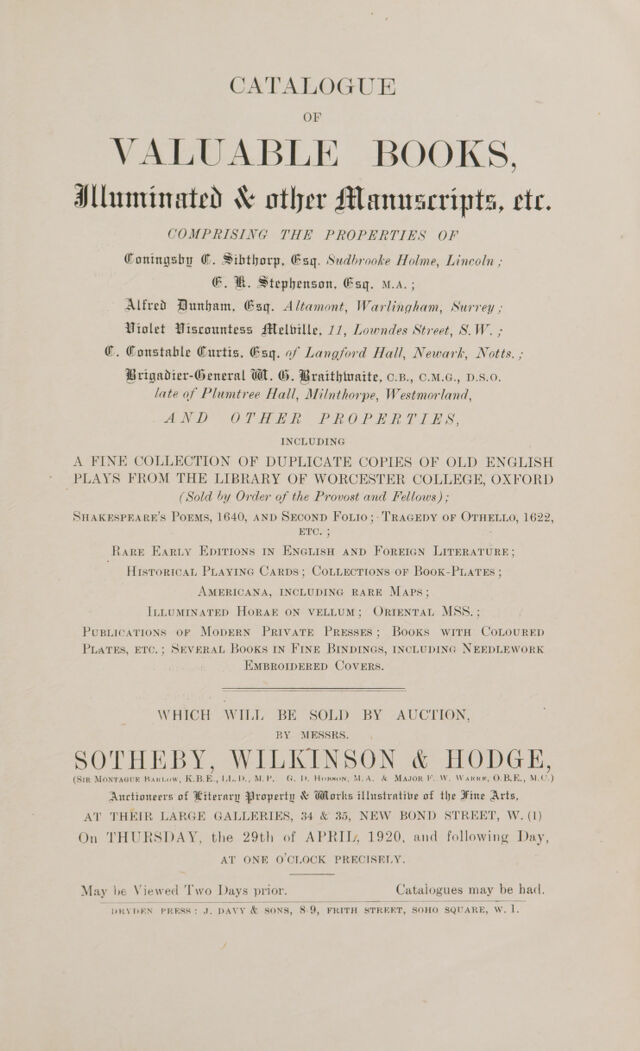 CATALOGUE
OF
VALUABLE BOOKS,
Illuminated & other Manuscripts, etc.
COMPRISING THE PROPERTIES OF
Coningsby C. Sibthorp, Esq. Sudbrooke Holme, Lincoln ;
E. K. Stephenson, Esq. M.A. ;
Alfred Dunham, Esq. Altamont, Warlingham, Surrey ;
Violet Viscountess Melville, 11, Lowndes Street, S.W. ;
C. Constable Curtis, Esq. of Langford Hall, Newark, Notts. ;
Brigadier-General W. G. Braithwaite, C.B., C.M.G., D.S.O.
late of Plumtree Hall, Milnthorpe, Westmorland,
AND OTHER PROPERTIES,
INCLUDING
A FINE COLLECTION OF DUPLICATE COPIES OF OLD ENGLISH
PLAYS FROM THE LIBRARY OF WORCESTER COLLEGE, OXFORD
(Sold by Order of the Provost and Fellows) ;
SHAKESPEARE'S POEMS, 1640, AND SECOND FOLIO ; TRAGEDY OF OTHELLO, 1622,
ETC. ;
RARE EARLY EDITIONS IN ENGLISH AND FOREIGN LITERATURE ;
HISTORICAL PLAYING CARDS ; COLLECTIONS OF BOOK-PLATES ;
AMERICANA, INCLUDING RARE MAPS ;
ILLUMINATED HORAE ON VELLUM ; ORIENTAL MSS. ;
PUBLICATIONS OF MODERN PRIVATE PRESSES ; BOOKS WITH COLOURED
PLATES, ETC. ; SEVERAL BOOKS IN FINE BINDINGS, INCLUDING NEEDLEWORK
EMBROIDERED COVERS.
WHICH WILL BE SOLD BY AUCTION,
BY MESSRS.
SOTHEBY, WILKINSON & HODGE,
(SIR MONTAGUE BARLOW, K.B.E., LL.D., M.P. G. D. HOBSON, M.A. & MAJOR F. W. WARRE, O.B.E., M.C.)
Auctioneers of Literary Property & Works illustrative of the Fine Arts,
AT THEIR LARGE GALLERIES, 34 & 35, NEW BOND STREET, W. (1)
On THURSDAY, the 29th of APRIL, 1920, and following Day,
AT ONE O'CLOCK PRECISELY.
May be Viewed Two Days prior. Catalogues may be had.
DRYDEN PRESS : J. DAVY & SONS, 8-9, FRITH STREET, SOHO SQUARE, W. 1.